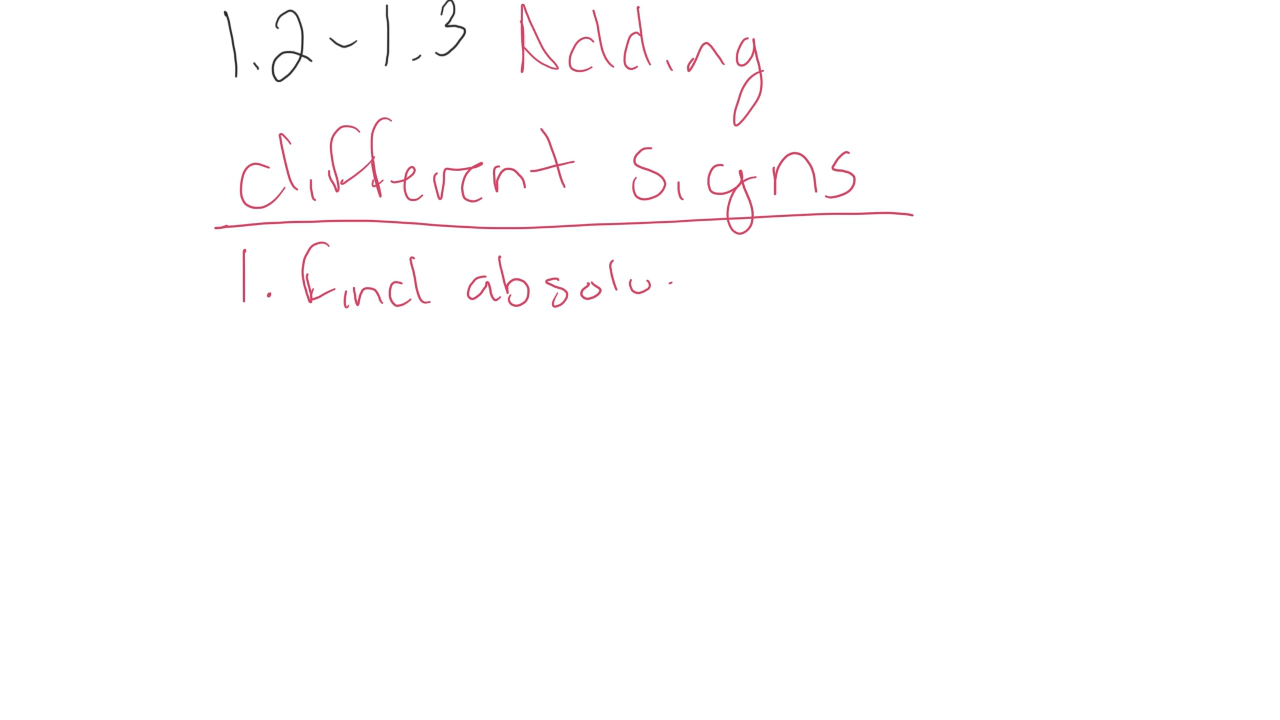 1.2-1.3 Adding
different signs
1. Find absolu.